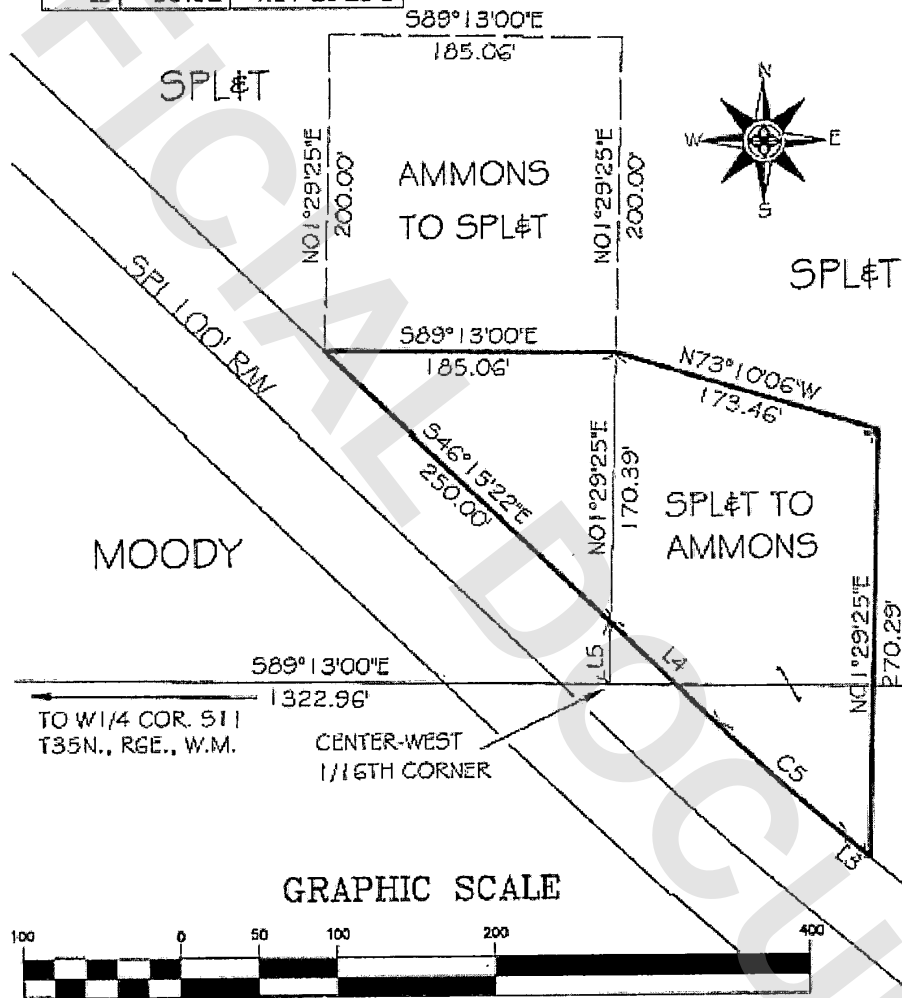 S89°13'00"E
185.06'
SPL&T
N
W
E
S
N01°29'25"E
200.00'
AMMONS
TO SPL&T
N01°29'25"E
200.00'
SPL&T
SPI 100' R/W
S89°13'00"E
185.06'
N73°10'06"W
173.46'
S46°15'22"E
250.00'
N01°29'25"E
170.39'
SPL&T TO
AMMONS
MOODY
N01°29'25"E
270.29'
L5
L4
S89°13'00"E
1322.96'
TO W1/4 COR. S11
T35N., RGE., W.M.
CENTER-WEST
1/16TH CORNER
C5
L3
GRAPHIC SCALE
100 0 50 100 200 400
FICIAL DOCU